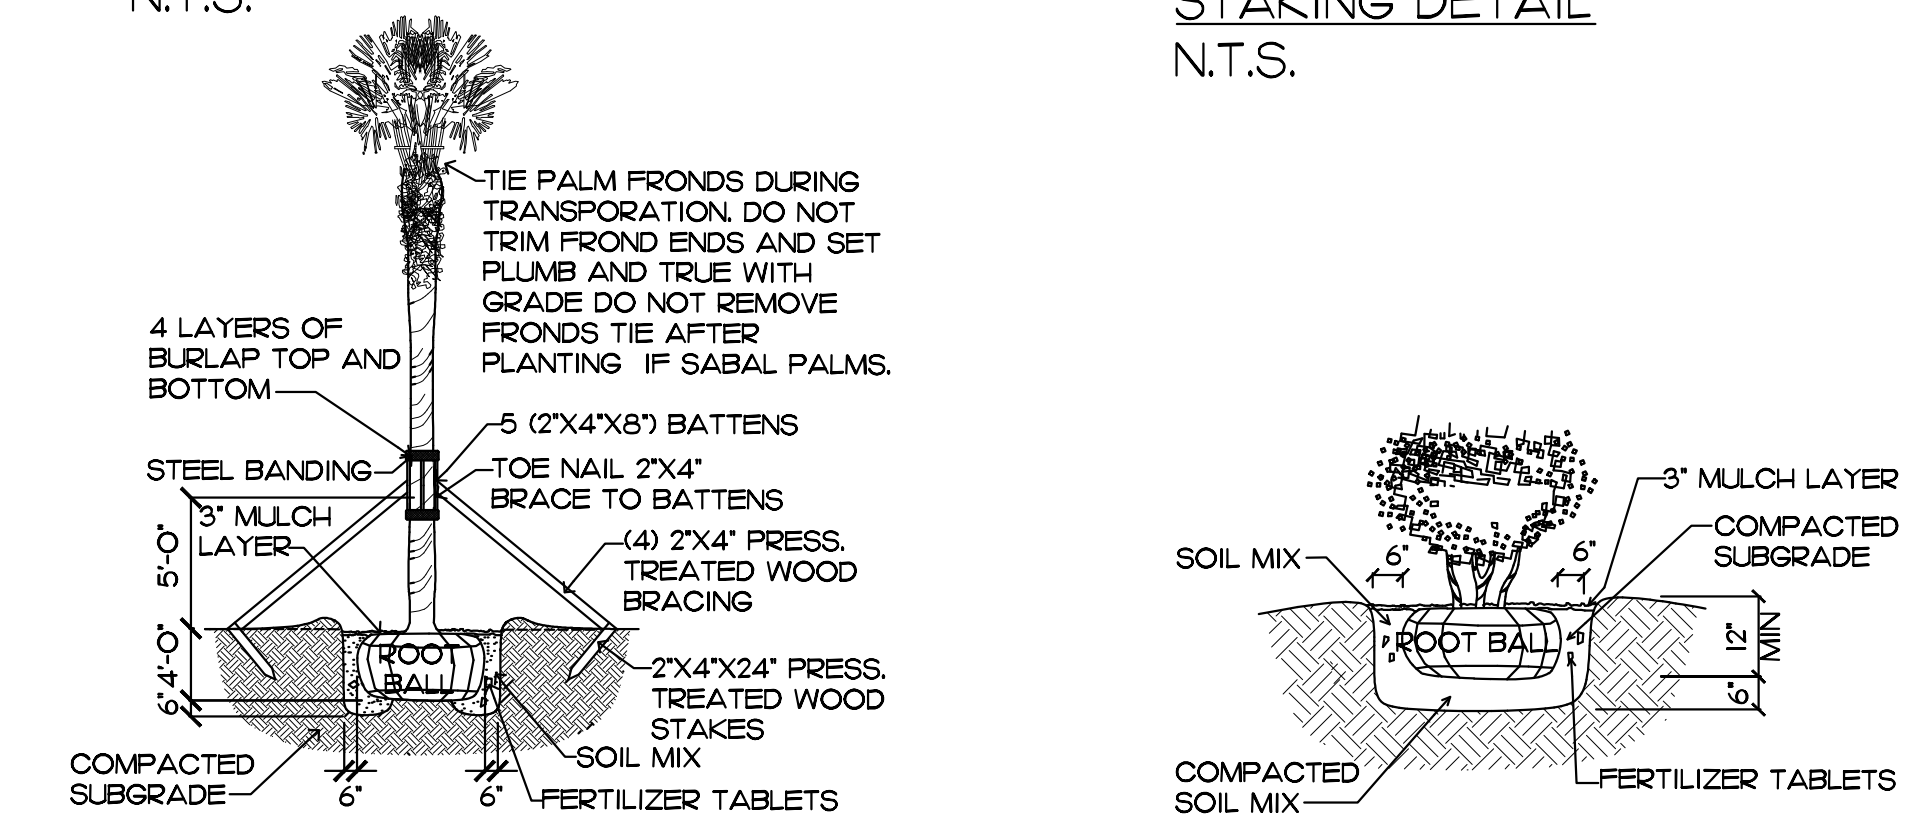 N.T.S.
TIE PALM FRONDS DURING
TRANSPORATION. DO NOT
TRIM FROND ENDS AND SET
PLUMB AND TRUE WITH
GRADE DO NOT REMOVE
FRONDS TIE AFTER
PLANTING IF SABAL PALMS.
4 LAYERS OF
BURLAP TOP AND
BOTTOM
5 (2"X4"X8") BATTENS
STEEL BANDING
TOE NAIL 2"X4"
BRACE TO BATTENS
3" MULCH
LAYER
5'-0"
(4) 2"X4" PRESS.
TREATED WOOD
BRACING
4'-0"
6"
ROOT
BALL
2"X4"X24" PRESS.
TREATED WOOD
STAKES
SOIL MIX
COMPACTED
SUBGRADE
6"
6"
FERTILIZER TABLETS
STAKING DETAIL
N.T.S.
3" MULCH LAYER
COMPACTED
SUBGRADE
SOIL MIX
6"
6"
ROOT BALL
12"
MIN
6"
COMPACTED
SOIL MIX
FERTILIZER TABLETS